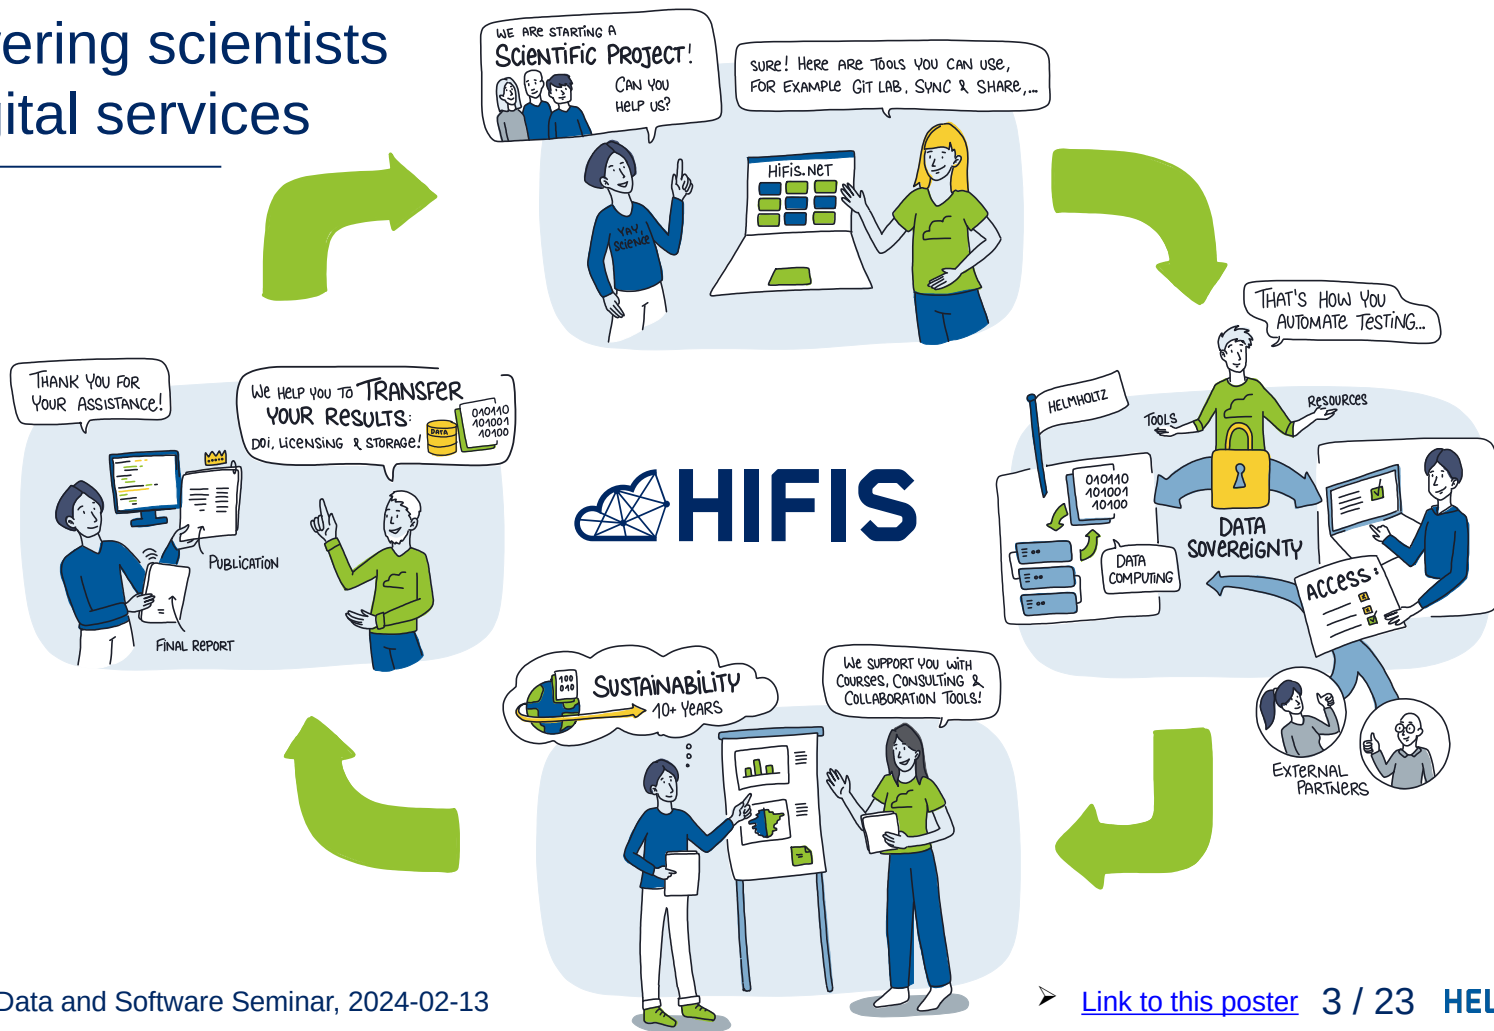 ering scientists
gital services
WE ARE STARTING A
SCIENTIFIC PROJECT!
CAN YOU
HELP US?
SURE! HERE ARE TOOLS YOU CAN USE,
FOR EXAMPLE GIT LAB, SYNC & SHARE,...
HIFIS.NET
YAY,
SCIENCE
THAT'S HOW YOU
AUTOMATE TESTING...
HELMHOLTZ
TOOLS
RESOURCES
010110
101001
10100
DATA
COMPUTING
DATA
SOVEREIGNTY
ACCESS:
EXTERNAL
PARTNERS
THANK YOU FOR
YOUR ASSISTANCE!
WE HELP YOU TO TRANSFER
YOUR RESULTS:
DOI, LICENSING & STORAGE!
DATA
010110
101001
10100
PUBLICATION
FINAL REPORT
HIFIS
SUSTAINABILITY
10+ YEARS
100
010
WE SUPPORT YOU WITH
COURSES, CONSULTING &
COLLABORATION TOOLS!
Data and Software Seminar, 2024-02-13
➢ Link to this poster
3 / 23
HEL